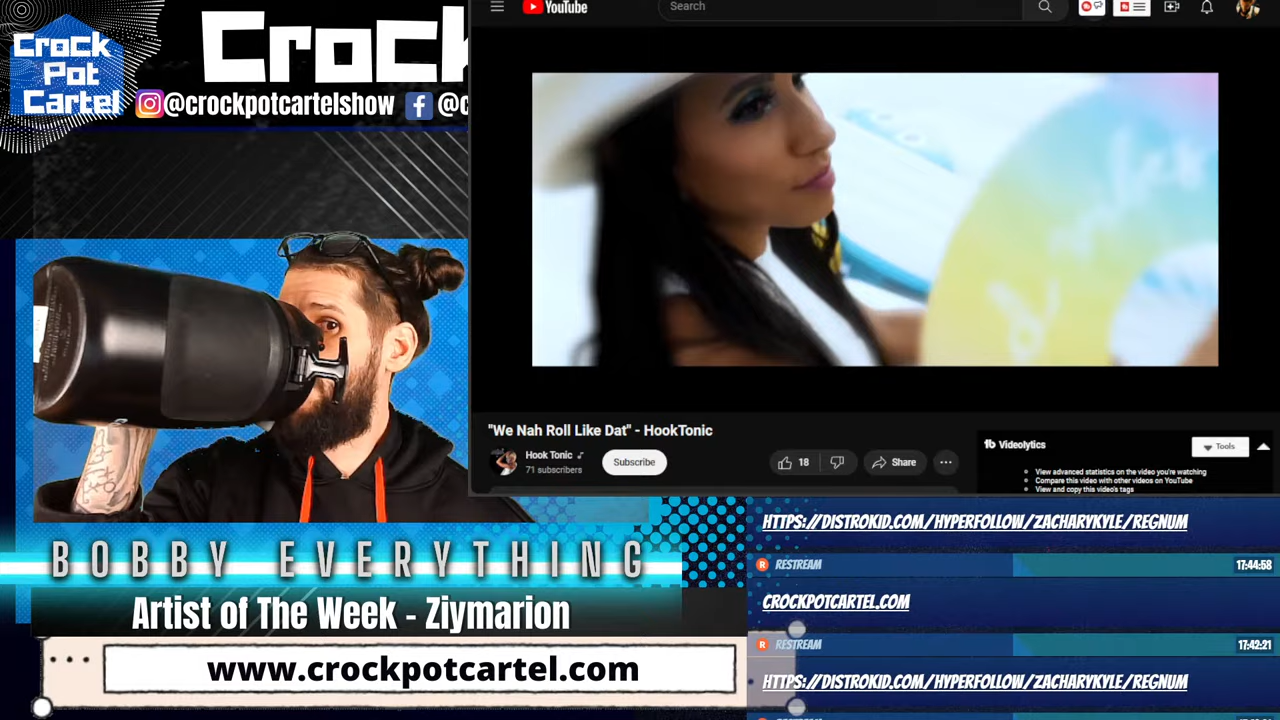 Crock
Pot
Cartel
Crock
@crockpotcartelshow
@c
YouTube
Search
"We Nah Roll Like Dat" - HookTonic
Hook Tonic
71 subscribers
Subscribe
18
Share
Videolytics
Tools
View advanced statistics on the video you're watching
Compare this video with other videos on YouTube
View and copy this video's tags
HTTPS://DISTROKID.COM/HYPERFOLLOW/ZACHARYKYLE/REGNUM
RESTREAM
17:44:58
CROCKPOTCARTEL.COM
RESTREAM
17:42:21
HTTPS://DISTROKID.COM/HYPERFOLLOW/ZACHARYKYLE/REGNUM
BOBBY EVERYTHING
Artist of The Week - Ziymarion
www.crockpotcartel.com